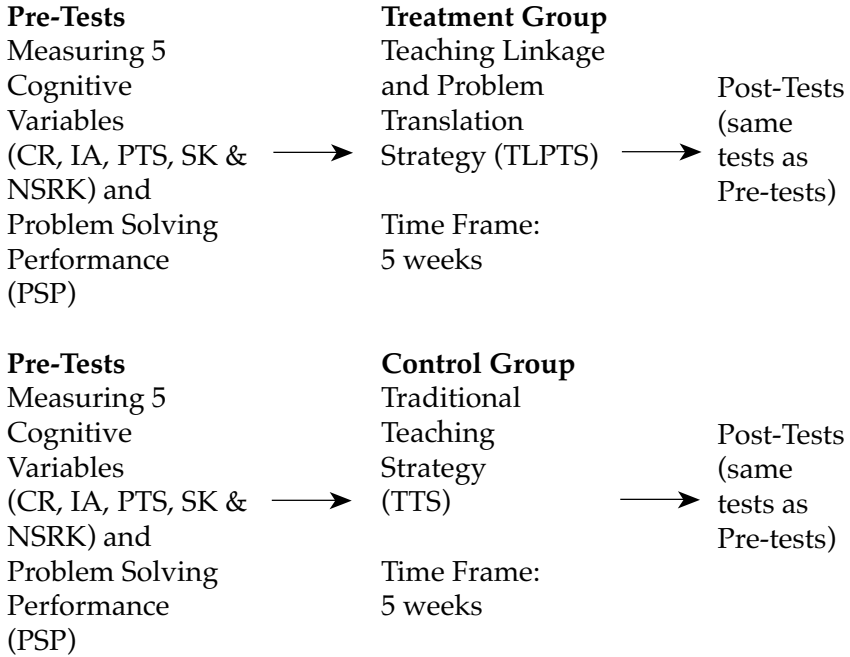 Pre-Tests
Measuring 5
Cognitive
Variables
(CR, IA, PTS, SK &
NSRK) and
Problem Solving
Performance
(PSP)
Treatment Group
Teaching Linkage
and Problem
Translation
Strategy (TLPTS)
Time Frame:
5 weeks
Post-Tests
(same
tests as
Pre-tests)
Pre-Tests
Measuring 5
Cognitive
Variables
(CR, IA, PTS, SK &
NSRK) and
Problem Solving
Performance
(PSP)
Control Group
Traditional
Teaching
Strategy
(TTS)
Time Frame:
5 weeks
Post-Tests
(same
tests as
Pre-tests)